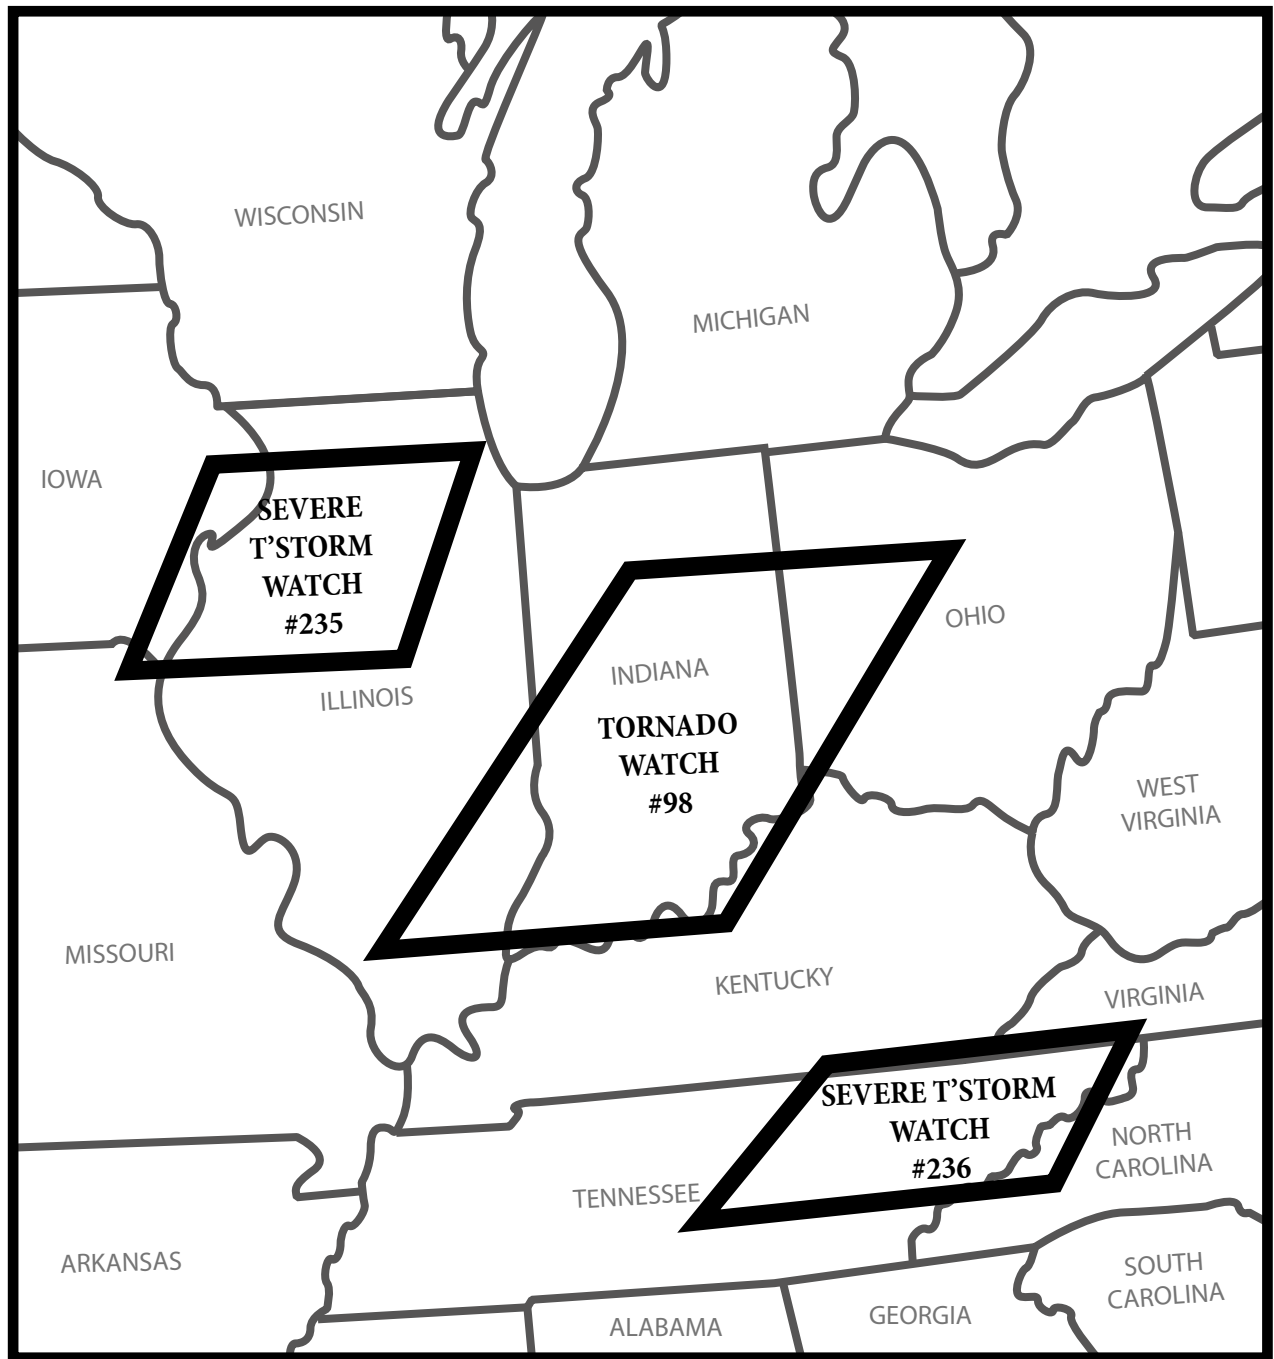 WISCONSIN
MICHIGAN
IOWA
SEVERE
T'STORM
WATCH
#235
OHIO
INDIANA
ILLINOIS
TORNADO
WATCH
#98
WEST
VIRGINIA
MISSOURI
KENTUCKY
VIRGINIA
SEVERE T'STORM
WATCH
#236
NORTH
CAROLINA
TENNESSEE
ARKANSAS
SOUTH
CAROLINA
GEORGIA
ALABAMA